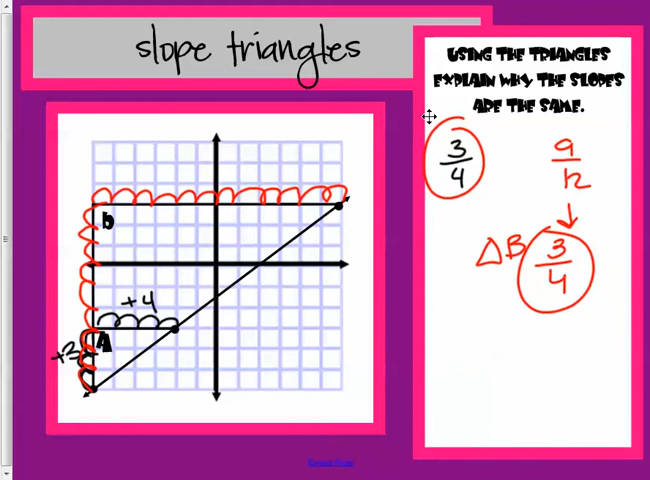 slope triangles
USING THE TRIANGLES
EXPLAIN WHY THE SLOPES
ARE THE SAME.
3/4
9/12
△B 3/4
b
+4
A
+3